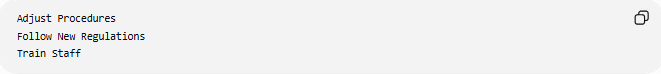 Adjust Procedures
Follow New Regulations
Train Staff